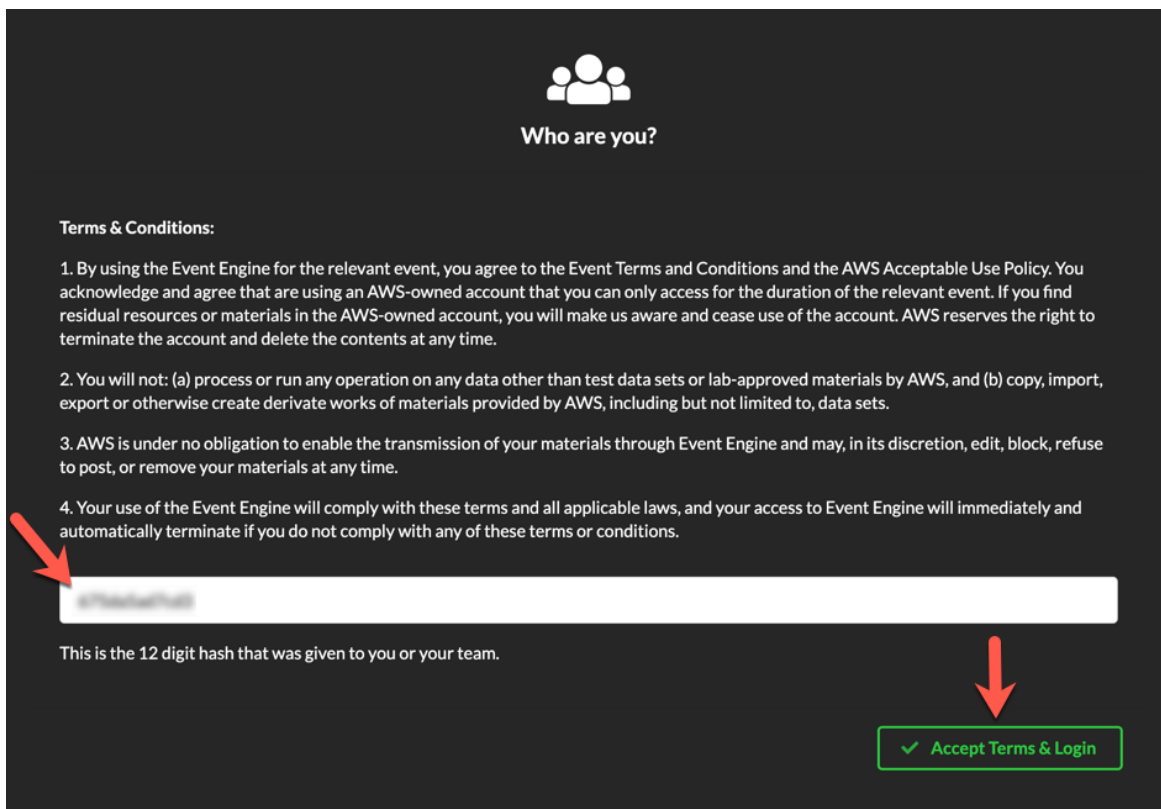 Who are you?
Terms & Conditions:
1. By using the Event Engine for the relevant event, you agree to the Event Terms and Conditions and the AWS Acceptable Use Policy. You
acknowledge and agree that are using an AWS-owned account that you can only access for the duration of the relevant event. If you find
residual resources or materials in the AWS-owned account, you will make us aware and cease use of the account. AWS reserves the right to
terminate the account and delete the contents at any time.
2. You will not: (a) process or run any operation on any data other than test data sets or lab-approved materials by AWS, and (b) copy, import,
export or otherwise create derivate works of materials provided by AWS, including but not limited to, data sets.
3. AWS is under no obligation to enable the transmission of your materials through Event Engine and may, in its discretion, edit, block, refuse
to post, or remove your materials at any time.
4. Your use of the Event Engine will comply with these terms and all applicable laws, and your access to Event Engine will immediately and
automatically terminate if you do not comply with any of these terms or conditions.
This is the 12 digit hash that was given to you or your team.
Accept Terms & Login